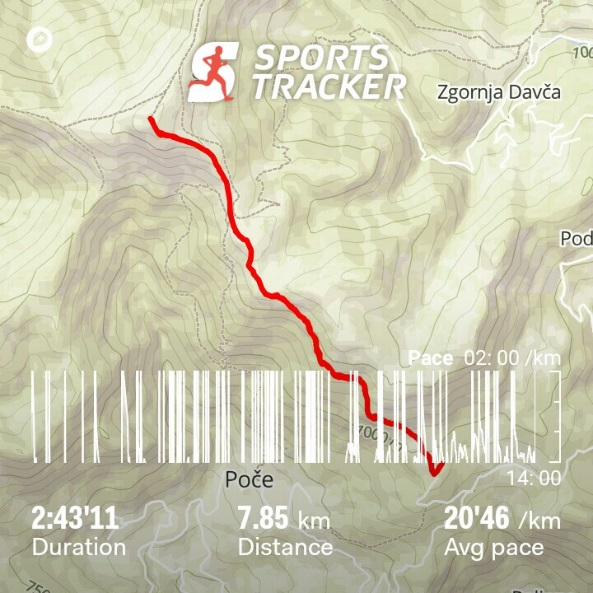 SPORTS
TRACKER
Zgornja Davča
Pod
Pace 02: 00 /km
Poče
14: 00
2:43'11
7.85 km
20'46 /km
Duration
Distance
Avg pace